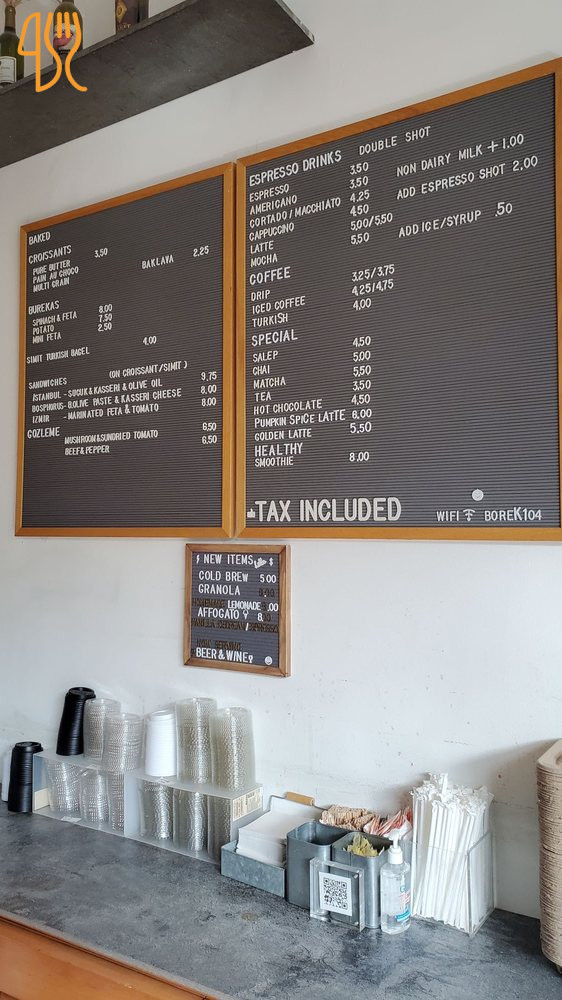 BAKED
CROISSANTS 3.50
PURE BUTTER
PAIN AU CHOCO
MULTI GRAIN
BAKLAVA 2.25
BUREKAS
SPINACH & FETA 8.00
POTATO 7.50
MINI FETA 2.50
SIMIT TURKISH BAGEL 4.00
SANDWICHES (ON CROISSANT/SIMIT)
ISTANBUL - SUCUK & KASSERI & OLIVE OIL 9.75
BOSPHORUS - B.OLIVE PASTE & KASSERI CHEESE 8.00
IZMIR - MARINATED FETA & TOMATO 8.00
GOZLEME
MUSHROOM & SUNDRIED TOMATO 6.50
BEEF & PEPPER 6.50
ESPRESSO DRINKS DOUBLE SHOT
ESPRESSO 3.50
AMERICANO 3.50
CORTADO / MACCHIATO 4.25
CAPPUCCINO 4.50
LATTE 5.00/5.50
MOCHA 5.50
NON DAIRY MILK +1.00
ADD ESPRESSO SHOT 2.00
ADD ICE/SYRUP .50
COFFEE
DRIP 3.25/3.75
ICED COFFEE 4.25/4.75
TURKISH 4.00
SPECIAL
SALEP 4.50
CHAI 5.00
MATCHA 5.50
TEA 3.50
HOT CHOCOLATE 4.50
PUMPKIN SPICE LATTE 6.00
GOLDEN LATTE 5.50
HEALTHY
SMOOTHIE 8.00
TAX INCLUDED
WIFI BOREK104
$ NEW ITEMS $
COLD BREW 5.00
GRANOLA
LEMONADE
AFFOGATO
BEER & WINE